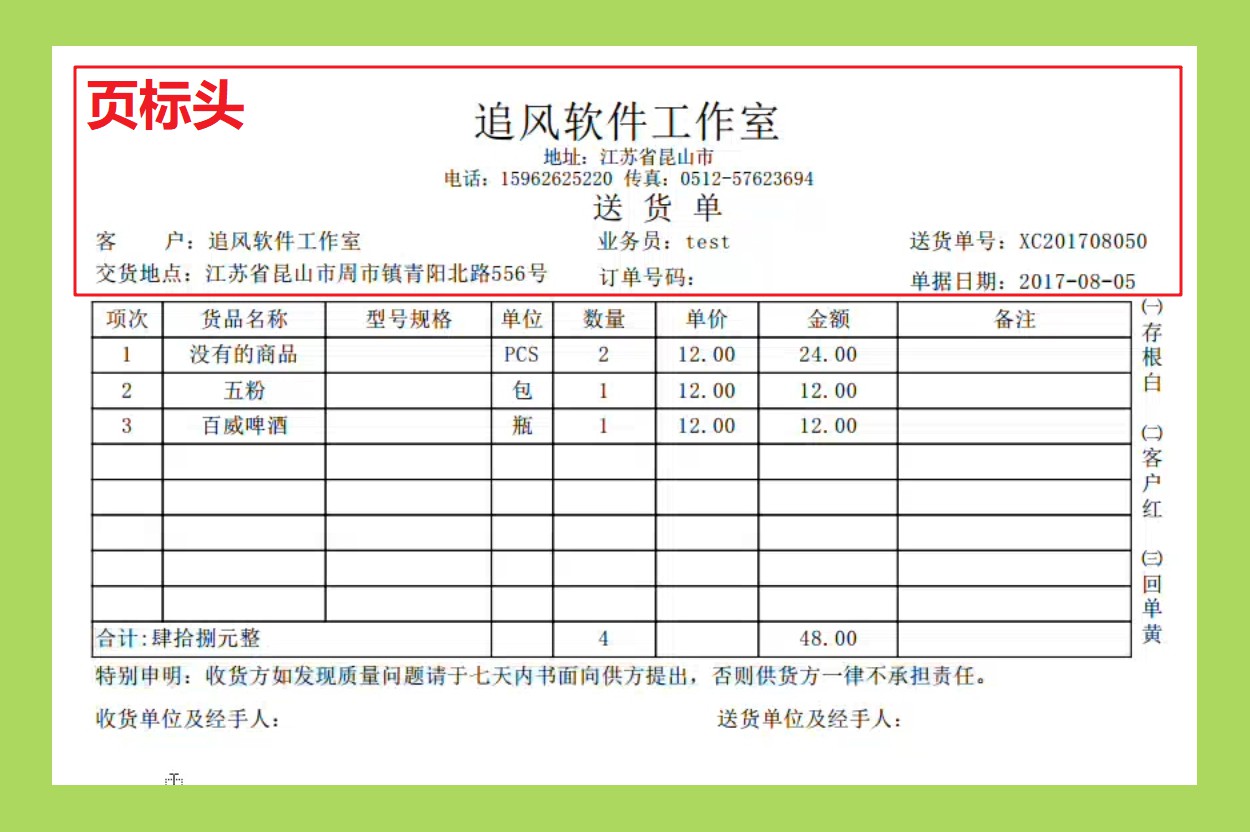 页标头
追风软件工作室
地址：江苏省昆山市
电话：15962625220 传真：0512-57623694
送 货 单
客 户：追风软件工作室 业务员：test 送货单号：XC201708050
交货地点：江苏省昆山市周市镇青阳北路556号 订单号码： 单据日期：2017-08-05
项次 货品名称 型号规格 单位 数量 单价 金额 备注
1 没有的商品 PCS 2 12.00 24.00
2 五粉 包 1 12.00 12.00
3 百威啤酒 瓶 1 12.00 12.00
合计:肆拾捌元整 4 48.00
㈠存根白 ㈡客户红 ㈢回单黄
特别申明：收货方如发现质量问题请于七天内书面向供方提出，否则供货方一律不承担责任。
收货单位及经手人： 送货单位及经手人：